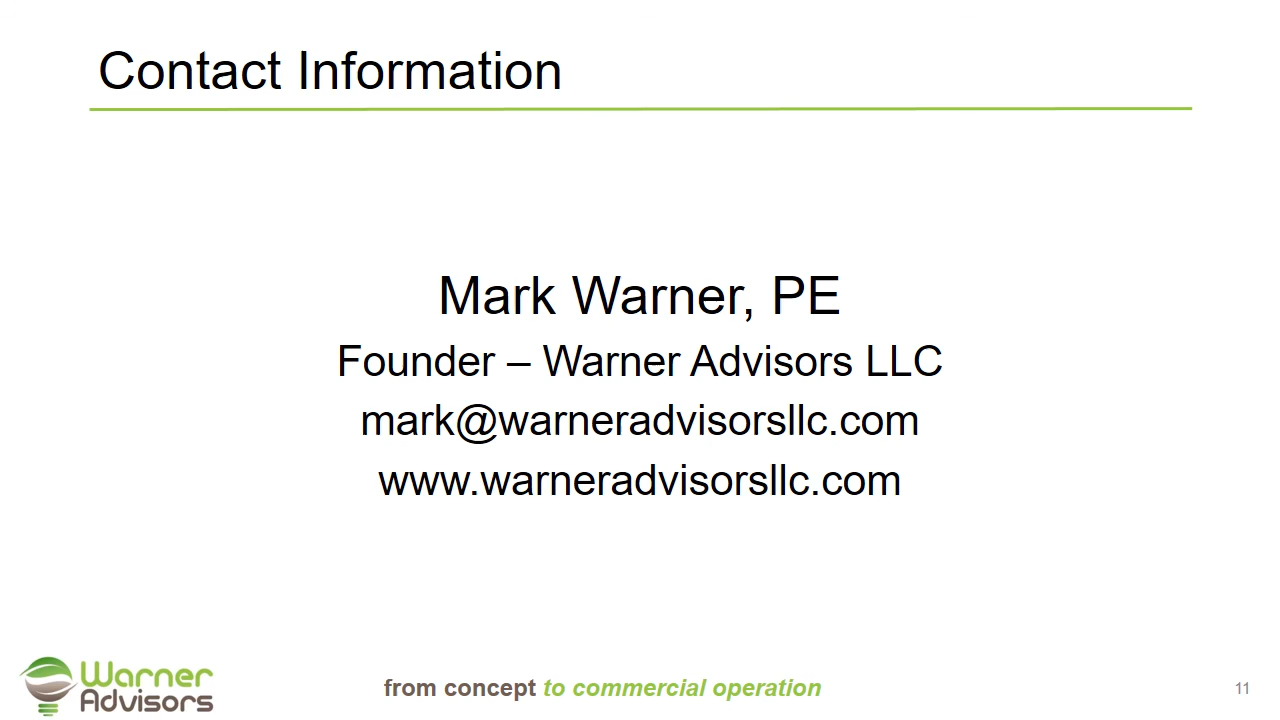 Contact Information
Mark Warner, PE
Founder – Warner Advisors LLC
mark@warneradvisorsllc.com
www.warneradvisorsllc.com
Warner
Advisors
from concept to commercial operation
11